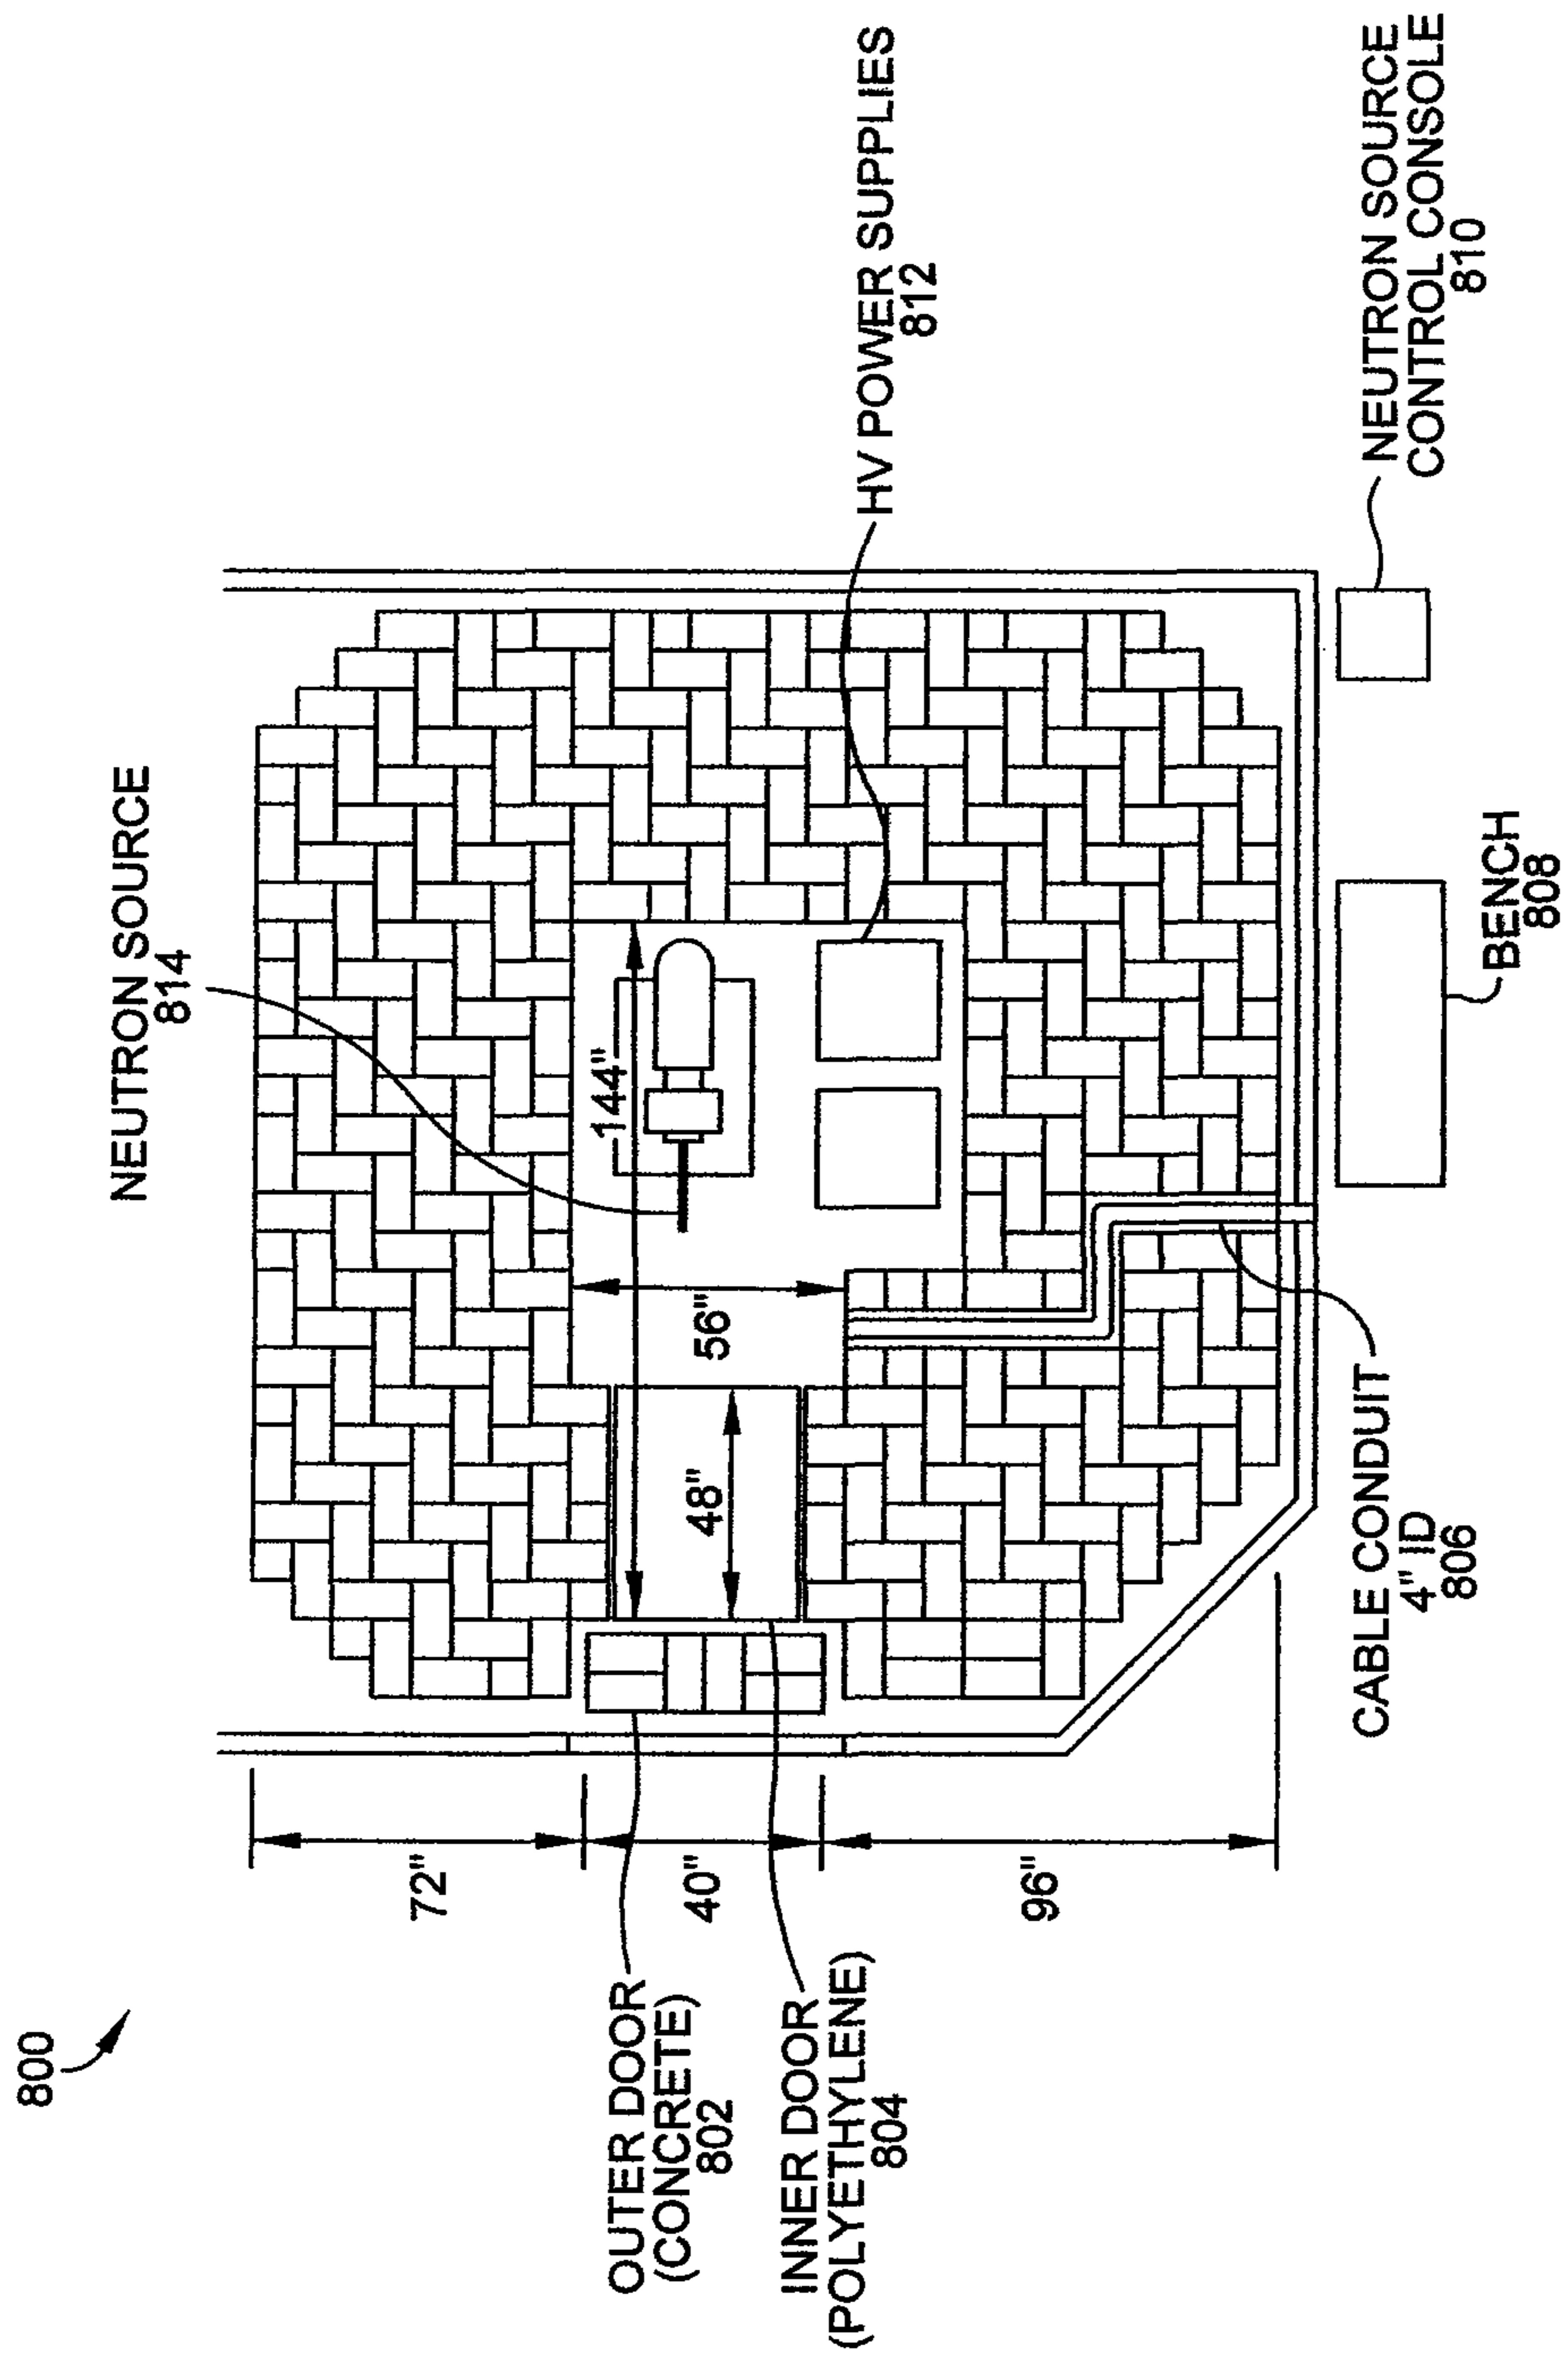 800
NEUTRON SOURCE
814
HV POWER SUPPLIES
812
NEUTRON SOURCE
CONTROL CONSOLE
810
BENCH
808
CABLE CONDUIT
4" ID
806
OUTER DOOR
(CONCRETE)
802
INNER DOOR
(POLYETHYLENE)
804
144"
56"
48"
72"
40"
96"